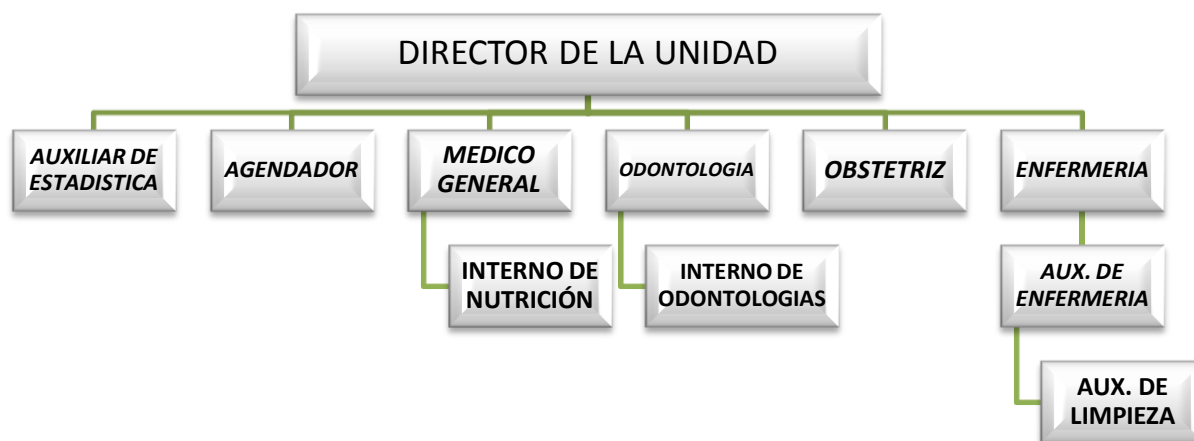 DIRECTOR DE LA UNIDAD
AUXILIAR DE
ESTADISTICA
AGENDADOR
MEDICO
GENERAL
ODONTOLOGIA
OBSTETRIZ
ENFERMERIA
INTERNO DE
NUTRICIÓN
INTERNO DE
ODONTOLOGIAS
AUX. DE
ENFERMERIA
AUX. DE
LIMPIEZA